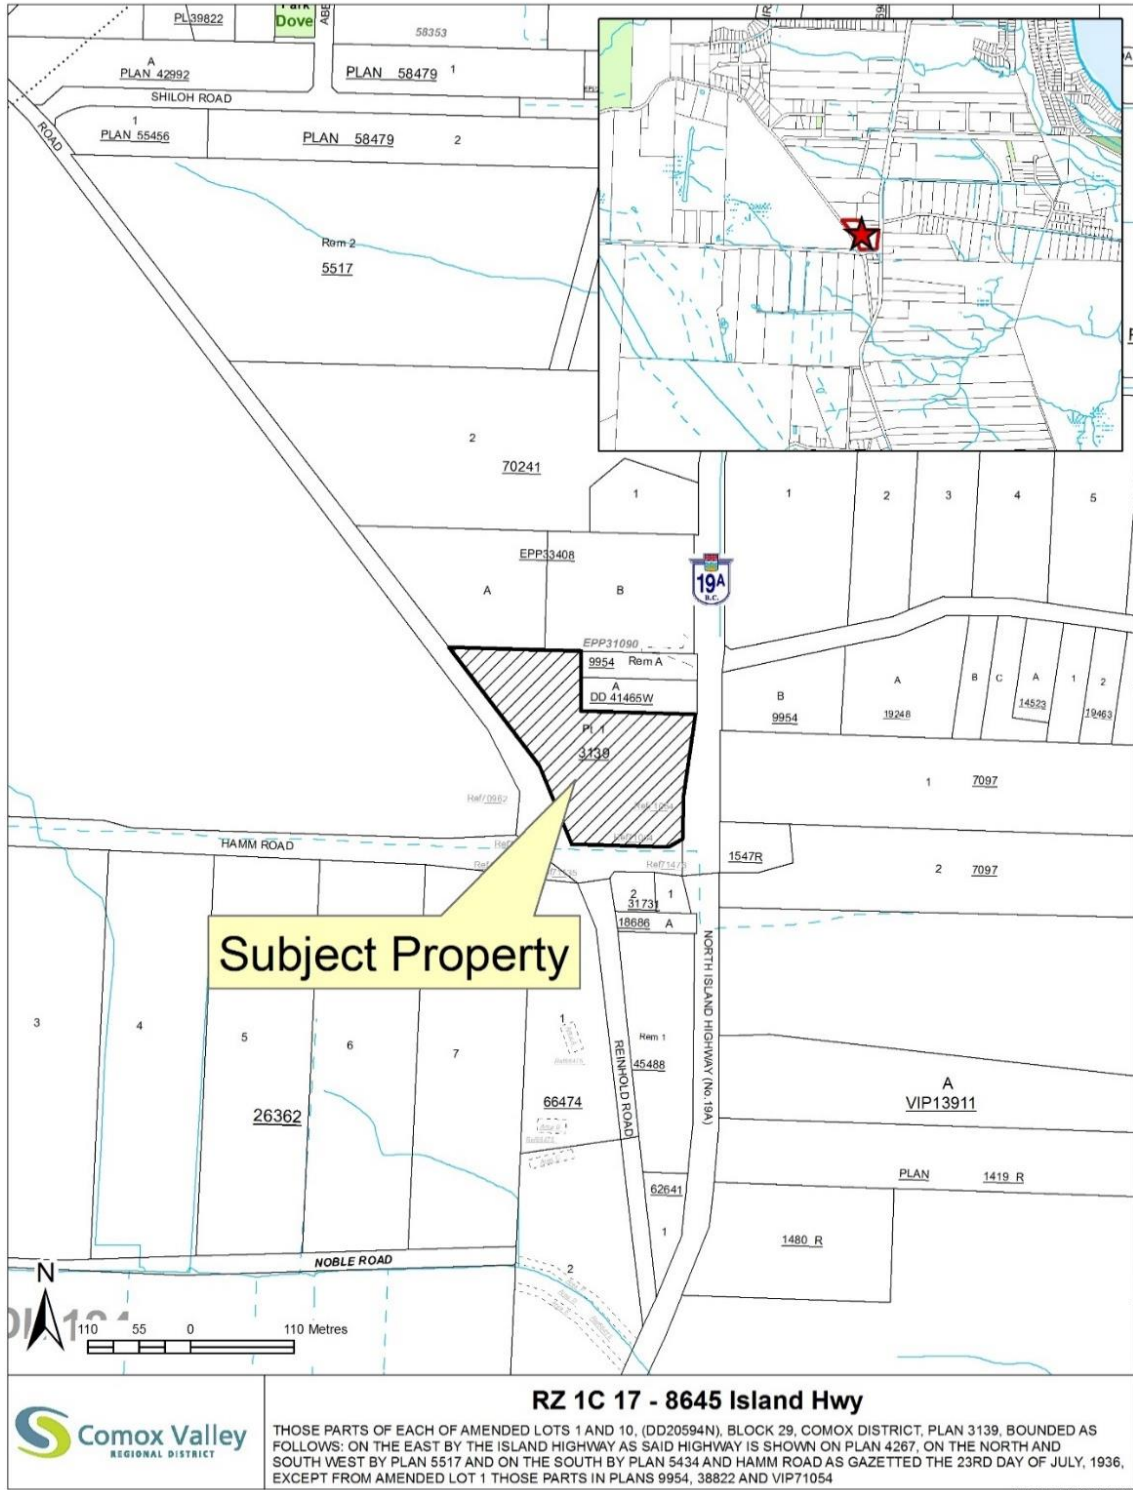 PL 39822
Dove
58353
A
PLAN 42992
PLAN 58479 1
SHILOH ROAD
1
PLAN 55456
PLAN 58479 2
ROAD
Rem 2
5517
2
70241
1
1 2 3 4 5
EPP33408
A B
19A
B.C.
EPP31090
9954 Rem A
A
DD 41465W
Pt. 1
3139
B
9954
A
19248
B C
A
14523
1
2
19463
1 7097
HAMM ROAD
Ref71473
1547R
2 7097
2 1
31731
18686 A
Subject Property
NORTH ISLAND HIGHWAY (No.19A)
3 4 5 6 7
26362
1
66474
REINHOLD ROAD
Rem 1
45488
A
VIP13911
PLAN 1419 R
62641
1
1480 R
NOBLE ROAD
2
N
110 55 0 110 Metres
Comox Valley
REGIONAL DISTRICT
RZ 1C 17 - 8645 Island Hwy
THOSE PARTS OF EACH OF AMENDED LOTS 1 AND 10, (DD20594N), BLOCK 29, COMOX DISTRICT, PLAN 3139, BOUNDED AS
FOLLOWS: ON THE EAST BY THE ISLAND HIGHWAY AS SAID HIGHWAY IS SHOWN ON PLAN 4267, ON THE NORTH AND
SOUTH WEST BY PLAN 5517 AND ON THE SOUTH BY PLAN 5434 AND HAMM ROAD AS GAZETTED THE 23RD DAY OF JULY, 1936,
EXCEPT FROM AMENDED LOT 1 THOSE PARTS IN PLANS 9954, 38822 AND VIP71054